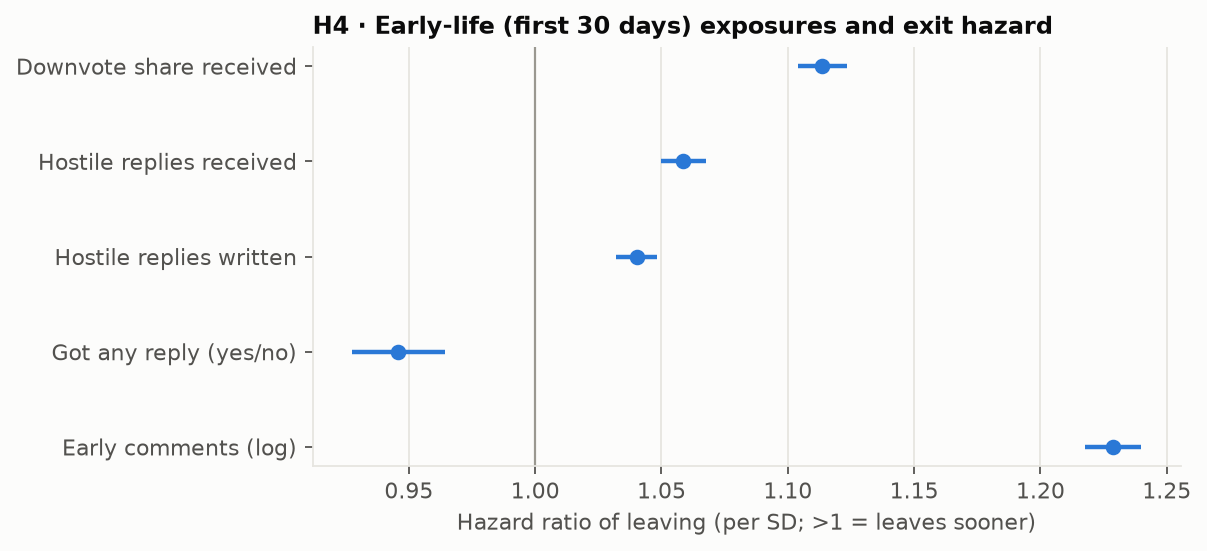 H4 · Early-life (first 30 days) exposures and exit hazard
Downvote share received
Hostile replies received
Hostile replies written
Got any reply (yes/no)
Early comments (log)
0.95 1.00 1.05 1.10 1.15 1.20 1.25
Hazard ratio of leaving (per SD; >1 = leaves sooner)